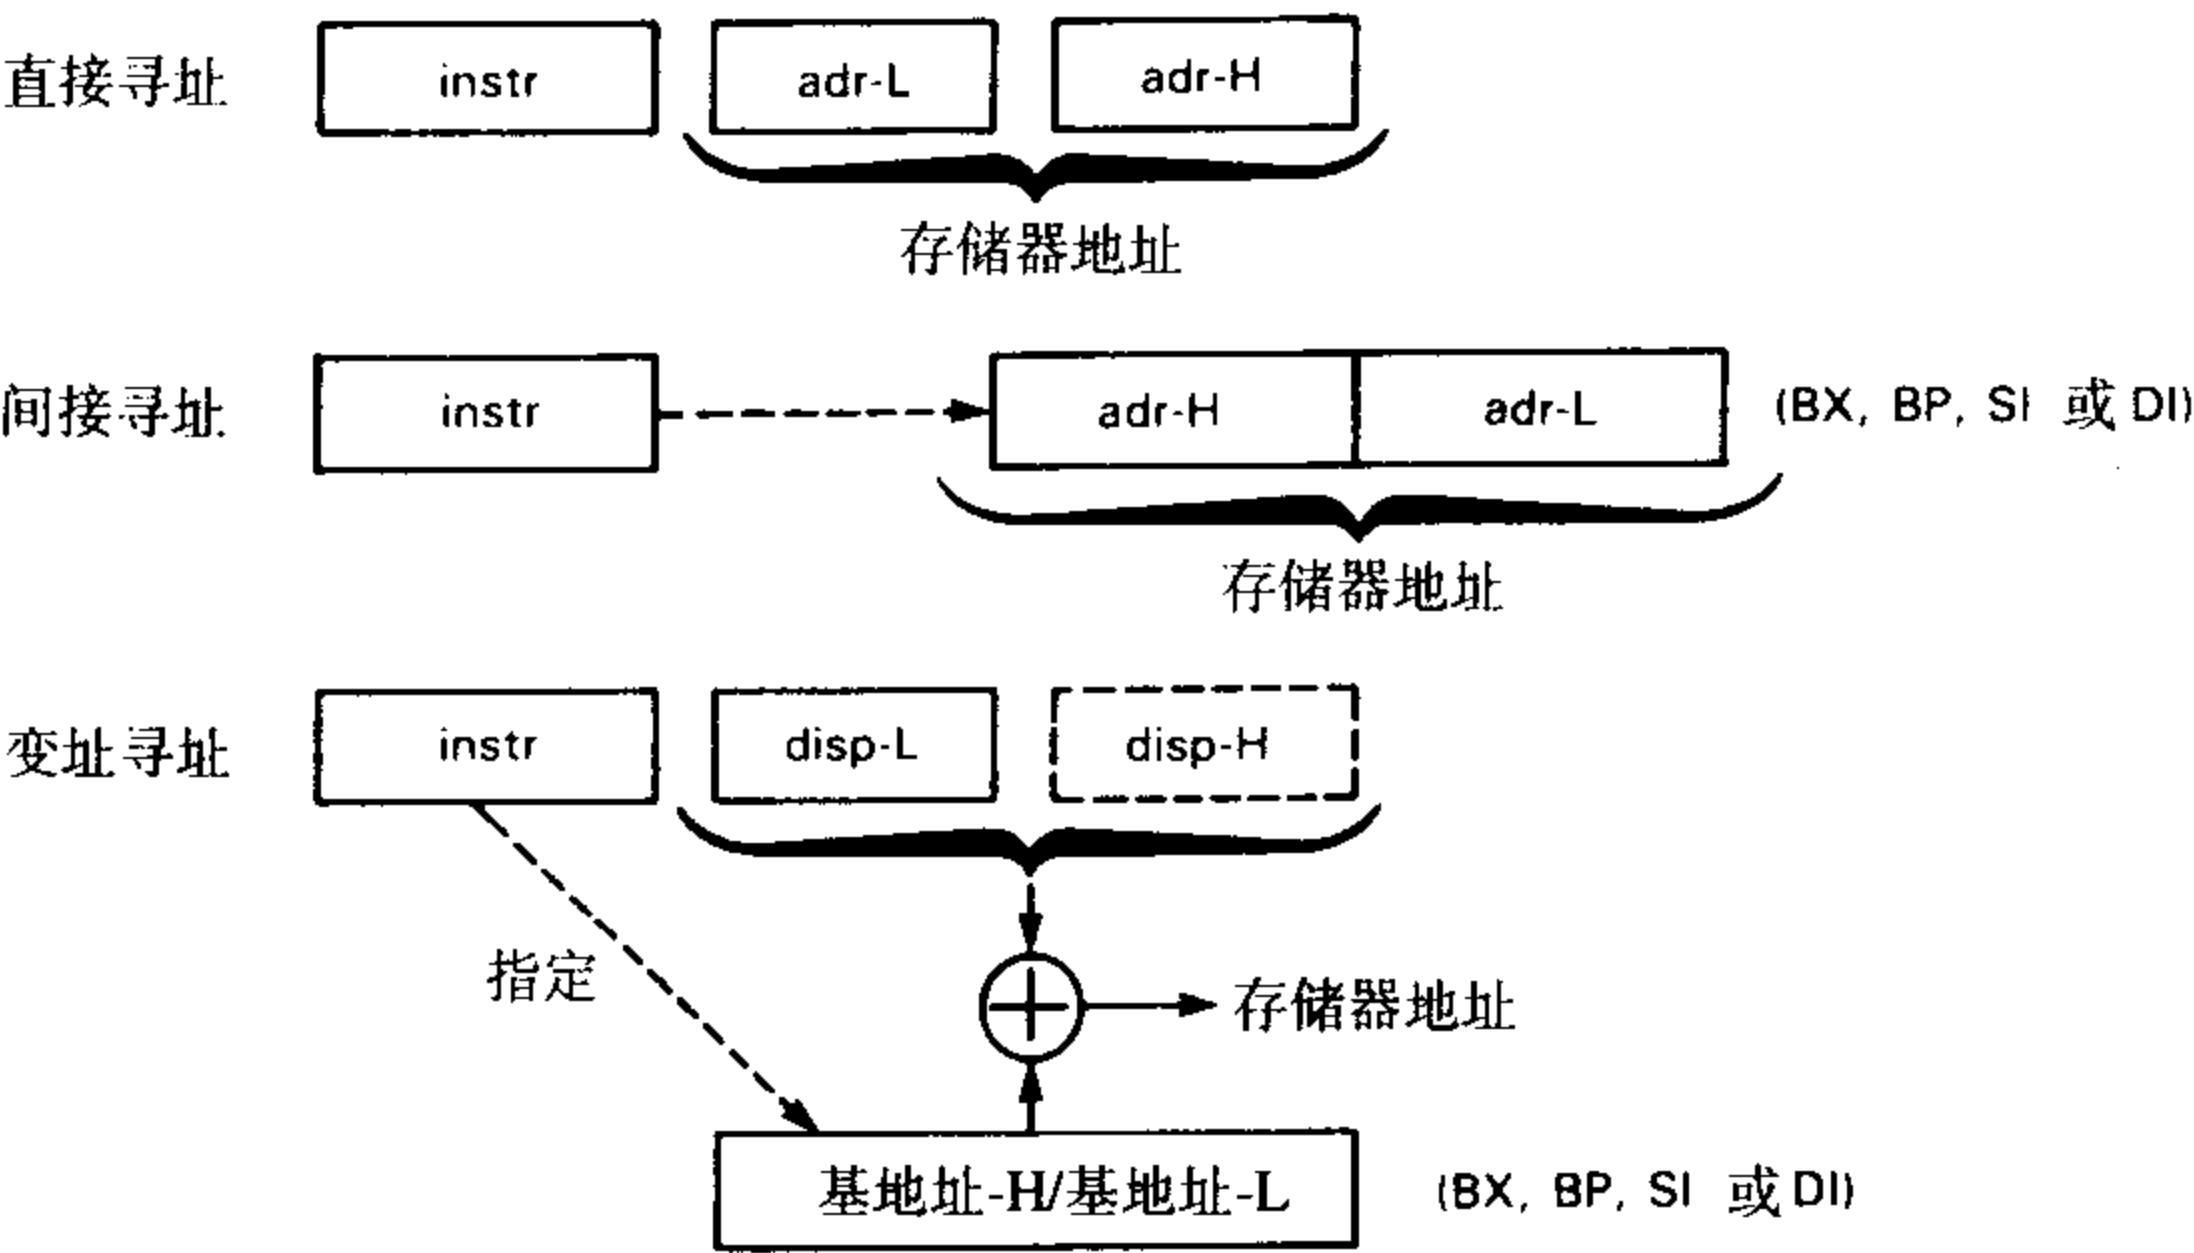 直接寻址 instr adr-L adr-H
存储器地址
间接寻址 instr adr-H adr-L (BX, BP, SI 或 DI)
存储器地址
变址寻址 instr disp-L disp-H
指定
存储器地址
基地址-H/基地址-L (BX, BP, SI 或 DI)